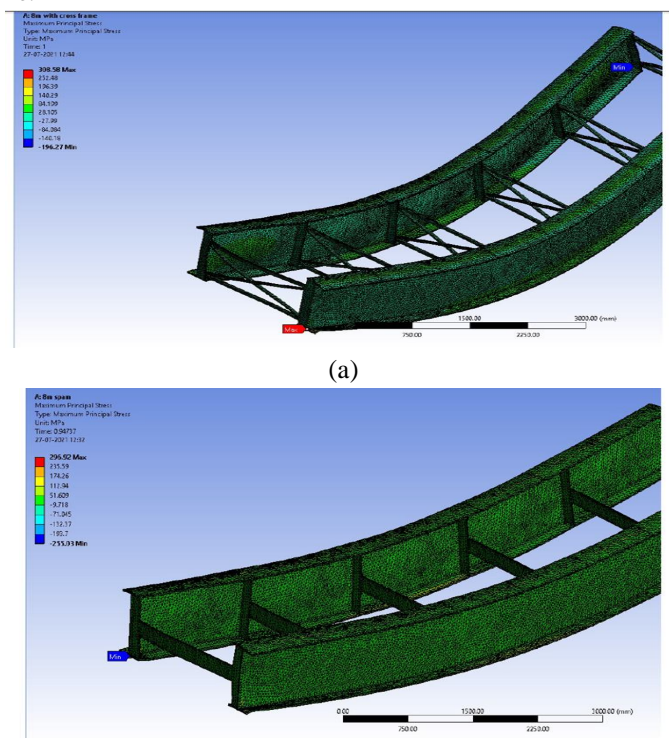 A: 8m with cross frame
Maximum Principal Stress
Type: Maximum Principal Stress
Unit: MPa
Time: 1
27-07-2021 12:44
308.58 Max
252.48
196.39
140.29
84.199
28.105
-27.99
-84.084
-140.18
-196.27 Min
Min
Max
1500.00
3000.00 (mm)
750.00
2250.00
(a)
A: 8m span
Maximum Principal Stress
Type: Maximum Principal Stress
Unit: MPa
Time: 0.94737
27-07-2021 12:32
296.92 Max
235.59
174.26
112.94
51.609
-9.718
-71.045
-193.7
-255.03 Min
Min
0.00
1500.00
3000.00 (mm)
750.00
2250.00